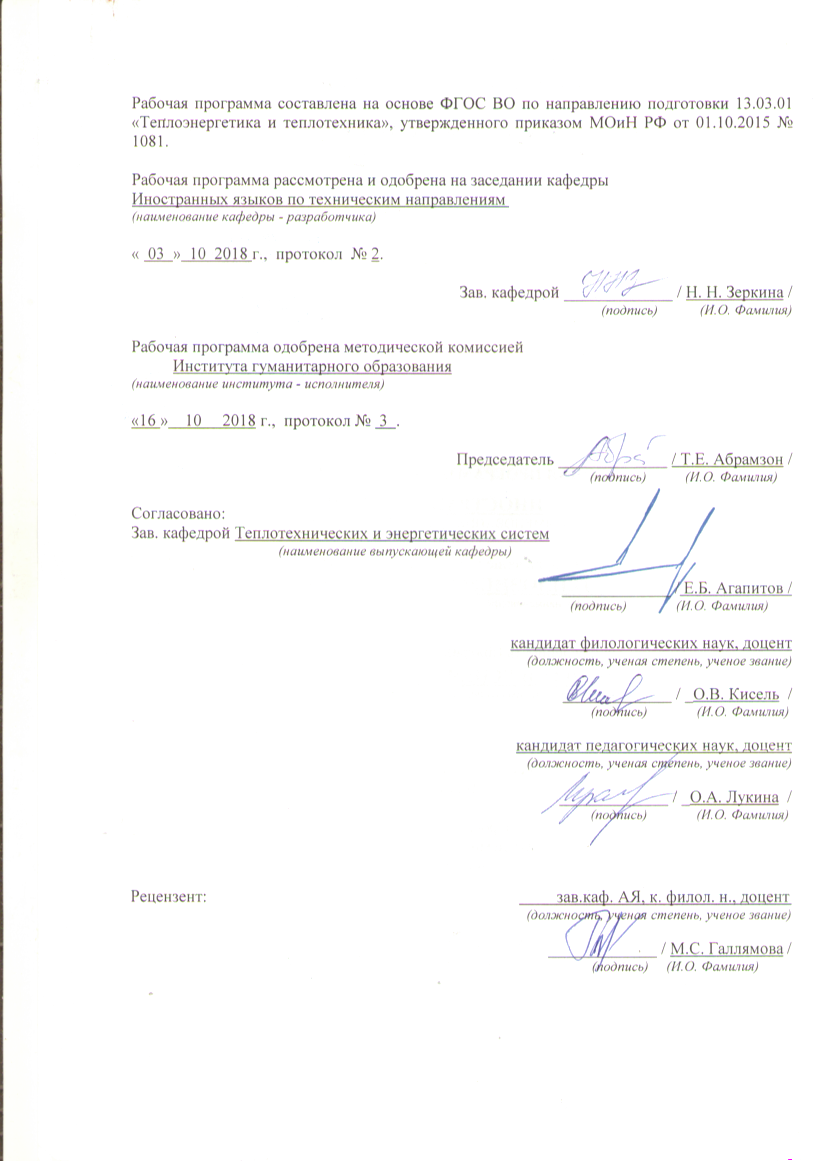 Рабочая программа составлена на основе ФГОС ВО по направлению подготовки 13.03.01
«Теплоэнергетика и теплотехника», утвержденного приказом МОиН РФ от 01.10.2015 №
1081.
Рабочая программа рассмотрена и одобрена на заседании кафедры
Иностранных языков по техническим направлениям
(наименование кафедры - разработчика)
« 03 » 10 2018 г., протокол № 2.
Зав. кафедрой ____________ / Н. Н. Зеркина /
(подпись) (И.О. Фамилия)
Рабочая программа одобрена методической комиссией
Института гуманитарного образования
(наименование института - исполнителя)
«16 » 10 2018 г., протокол № 3 .
Председатель ____________ / Т.Е. Абрамзон /
(подпись) (И.О. Фамилия)
Согласовано:
Зав. кафедрой Теплотехнических и энергетических систем
(наименование выпускающей кафедры)
____________ / Е.Б. Агапитов /
(подпись) (И.О. Фамилия)
кандидат филологических наук, доцент
(должность, ученая степень, ученое звание)
____________ / О.В. Кисель /
(подпись) (И.О. Фамилия)
кандидат педагогических наук, доцент
(должность, ученая степень, ученое звание)
____________ / О.А. Лукина /
(подпись) (И.О. Фамилия)
Рецензент: зав.каф. АЯ, к. филол. н., доцент
(должность, ученая степень, ученое звание)
____________ / М.С. Галлямова /
(подпись) (И.О. Фамилия)